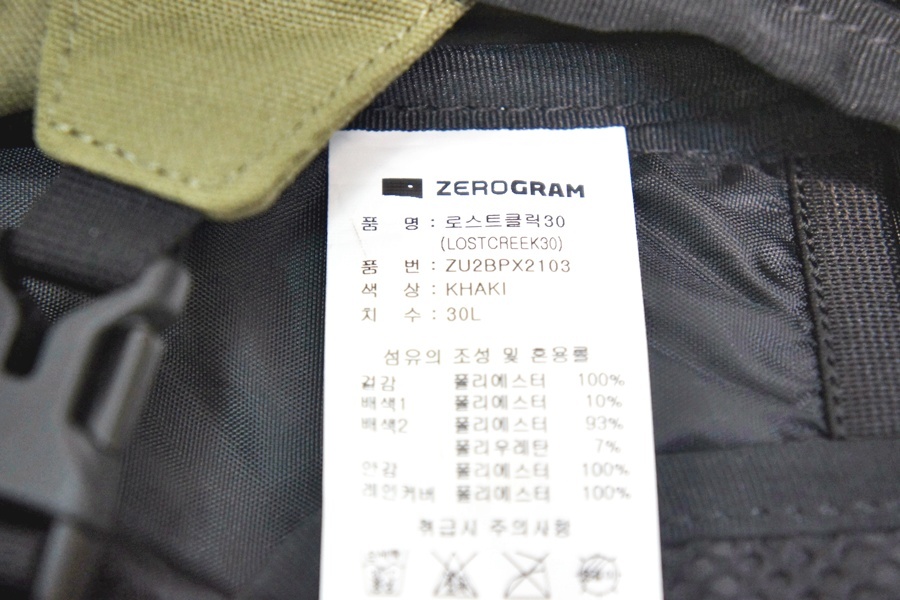 ZEROGRAM
품 명 : 로스트클릭30
(LOSTCREEK30)
품 번 : ZU2BPX2103
색 상 : KHAKI
치 수 : 30L
섬유의 조성 및 혼용률
겉감 폴리에스터 100%
배색1 폴리에스터 10%
배색2 폴리에스터 93%
폴리우레탄 7%
안감 폴리에스터 100%
레인커버 폴리에스터 100%
취급시 주의사항